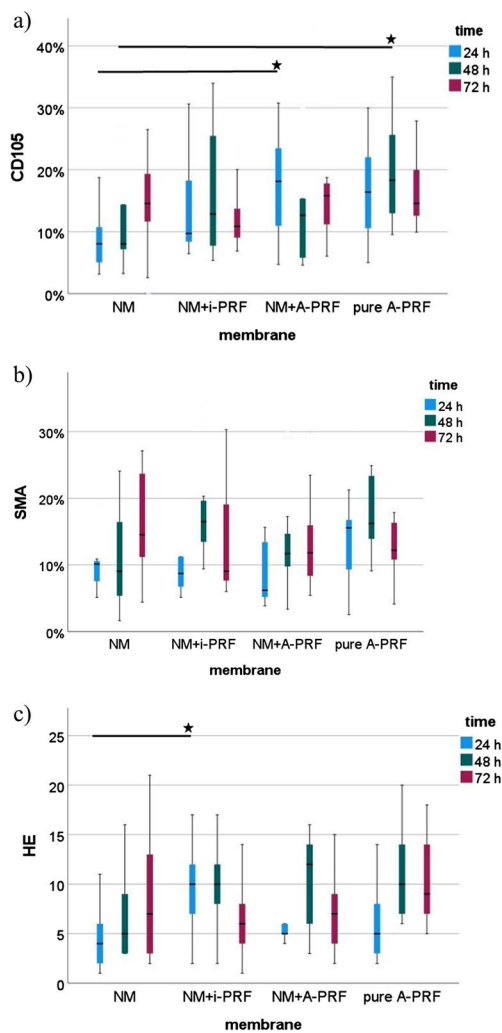 a)
time
24 h
48 h
72 h
40%
30%
20%
10%
0%
CD105
NM NM+i-PRF NM+A-PRF pure A-PRF
membrane
b)
time
24 h
48 h
72 h
30%
20%
10%
0%
SMA
NM NM+i-PRF NM+A-PRF pure A-PRF
membrane
c)
time
24 h
48 h
72 h
25
20
15
10
5
0
HE
NM NM+i-PRF NM+A-PRF pure A-PRF
membrane